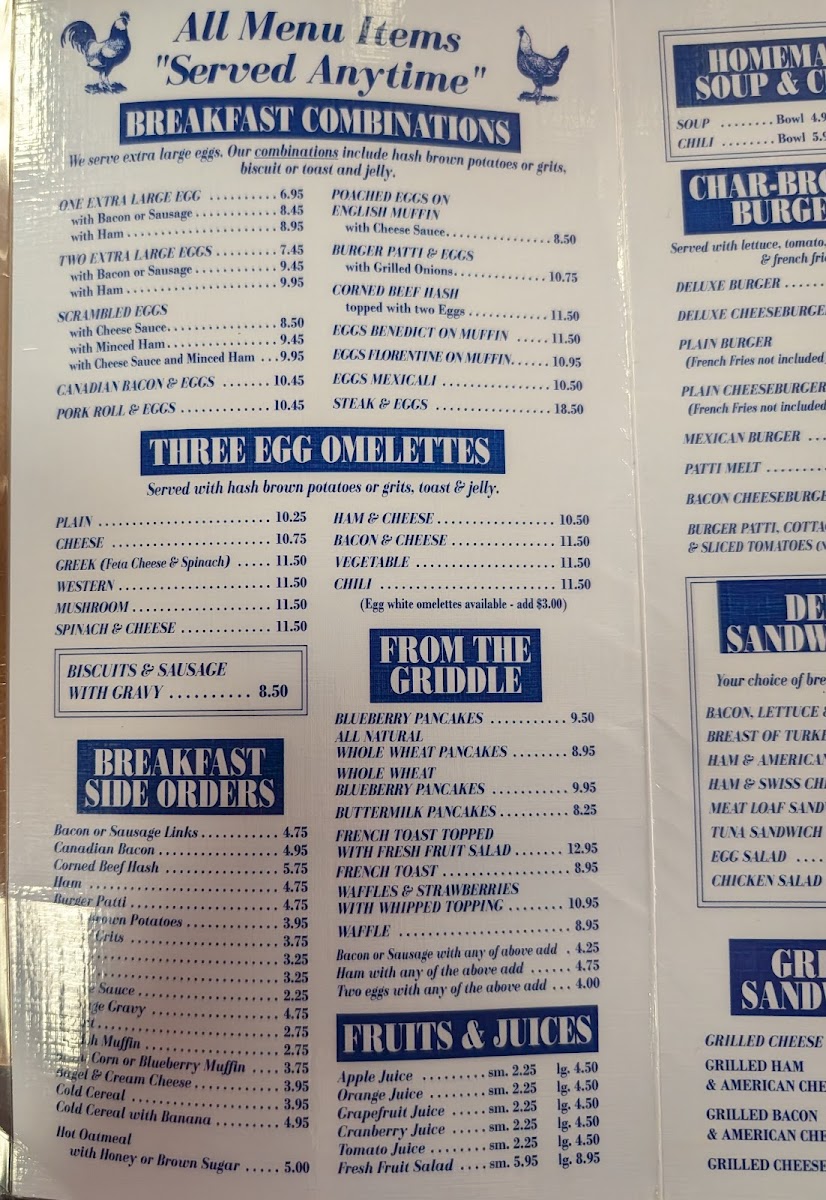 All Menu Items
"Served Anytime"
BREAKFAST COMBINATIONS
We serve extra large eggs. Our combinations include hash brown potatoes or grits,
biscuit or toast and jelly.
ONE EXTRA LARGE EGG .......... 6.95
with Bacon or Sausage ............ 8.45
with Ham ...................... 8.95
TWO EXTRA LARGE EGGS ......... 7.45
with Bacon or Sausage ............ 9.45
with Ham ...................... 9.95
SCRAMBLED EGGS
with Cheese Sauce................ 8.50
with Minced Ham................ 9.45
with Cheese Sauce and Minced Ham ...9.95
CANADIAN BACON & EGGS ....... 10.45
PORK ROLL & EGGS ............. 10.45
POACHED EGGS ON
ENGLISH MUFFIN
with Cheese Sauce................ 8.50
BURGER PATTI & EGGS
with Grilled Onions.............. 10.75
CORNED BEEF HASH
topped with two Eggs ............. 11.50
EGGS BENEDICT ON MUFFIN ..... 11.50
EGGS FLORENTINE ON MUFFIN...... 10.95
EGGS MEXICALI ................ 10.50
STEAK & EGGS ................. 18.50
THREE EGG OMELETTES
Served with hash brown potatoes or grits, toast & jelly.
PLAIN .......................... 10.25
CHEESE ........................ 10.75
GREEK (Feta Cheese & Spinach) ..... 11.50
WESTERN ....................... 11.50
MUSHROOM ..................... 11.50
SPINACH & CHEESE .............. 11.50
HAM & CHEESE ................. 10.50
BACON & CHEESE ................ 11.50
VEGETABLE .................... 11.50
CHILI ......................... 11.50
(Egg white omelettes available - add $3.00)
BISCUITS & SAUSAGE
WITH GRAVY .......... 8.50
BREAKFAST
SIDE ORDERS
Bacon or Sausage Links ............ 4.75
Canadian Bacon .................. 4.95
Corned Beef Hash ................. 5.75
Ham ........................... 4.75
Burger Patti ..................... 4.75
Brown Potatoes .............. 3.95
Grits ...................... 3.75
...................... 3.25
...................... 3.25
Sauce ..................... 2.25
Gravy .................... 4.75
...................... 2.75
Muffin ..................... 2.75
Corn or Blueberry Muffin .... 3.75
Bagel & Cream Cheese ............. 3.95
Cold Cereal ..................... 3.95
Cold Cereal with Banana ........... 4.95
Hot Oatmeal
with Honey or Brown Sugar ..... 5.00
FROM THE
GRIDDLE
BLUEBERRY PANCAKES ........... 9.50
ALL NATURAL
WHOLE WHEAT PANCAKES ........ 8.95
WHOLE WHEAT
BLUEBERRY PANCAKES ........... 9.95
BUTTERMILK PANCAKES .......... 8.25
FRENCH TOAST TOPPED
WITH FRESH FRUIT SALAD ....... 12.95
FRENCH TOAST .................. 8.95
WAFFLES & STRAWBERRIES
WITH WHIPPED TOPPING ........ 10.95
WAFFLE ....................... 8.95
Bacon or Sausage with any of above add . 4.25
Ham with any of the above add ...... 4.75
Two eggs with any of the above add ... 4.00
FRUITS & JUICES
Apple Juice ......... sm. 2.25 lg. 4.50
Orange Juice ........ sm. 2.25 lg. 4.50
Grapefruit Juice ..... sm. 2.25 lg. 4.50
Cranberry Juice ..... sm. 2.25 lg. 4.50
Tomato Juice ........ sm. 2.25 lg. 4.50
Fresh Fruit Salad .... sm. 5.95 lg. 8.95
SOUP & 
SOUP ........ Bowl
CHILI ........ Bowl
Served with lettuce, tomato,
& french
DELUXE BURGER
DELUXE
PLAIN BURGER
(French Fries not included
PLAIN CHEESEBURGER
(French Fries not included
MEXICAN BURGER ...
PATTI MELT
BACON
BURGER PATTI,
& SLICED TOMATOES
Your choice of
BACON, LETTUCE
BREAST OF
HAM & AMERICAN
HAM & SWISS
MEAT LOAF
TUNA SANDWICH
EGG SALAD ....
CHICKEN SALAD
GRILLED CHEESE
GRILLED HAM
& AMERICAN
GRILLED BACON
& AMERICAN
GRILLED CHEESE